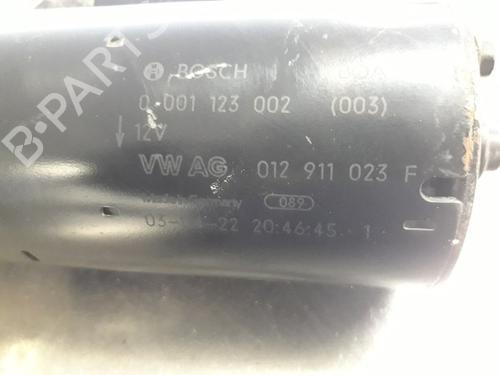 BOSCH
0 001 123 002 (003)
12V
VW AG 012 911 023 F
Made in Germany 089
20:46:45 1